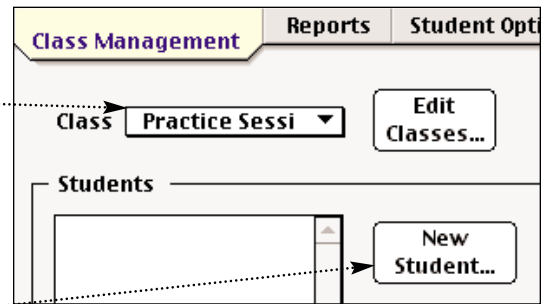 Class Management Reports Student Opti
Class Practice Sessi Edit
Classes...
Students
New
Student...